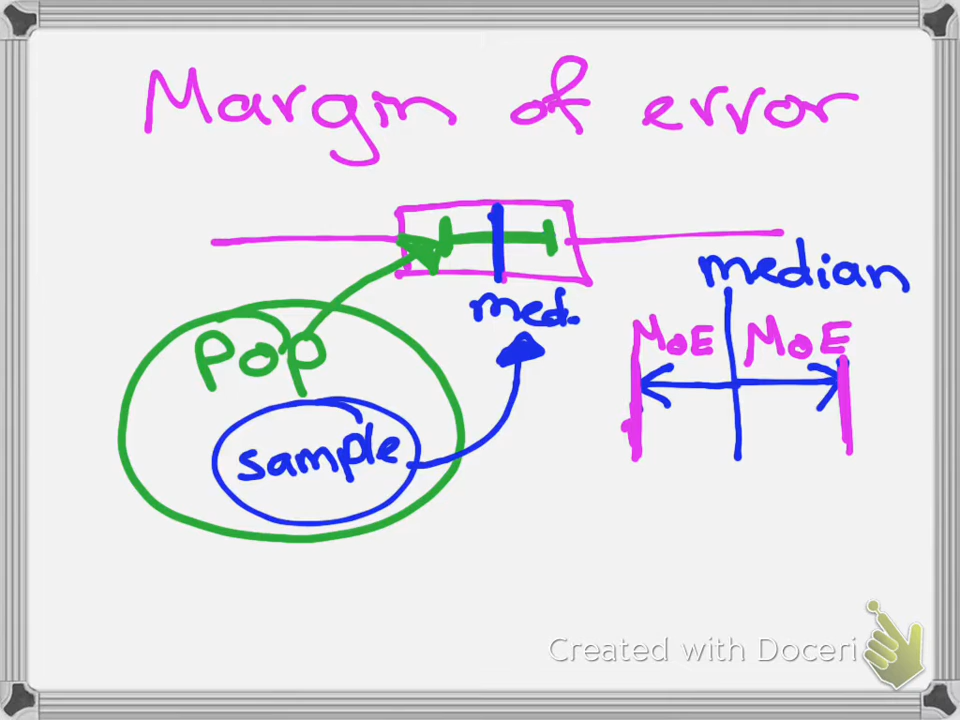 Margin of error
median
med.
MoE MoE
Pop
sample
Created with Doceri